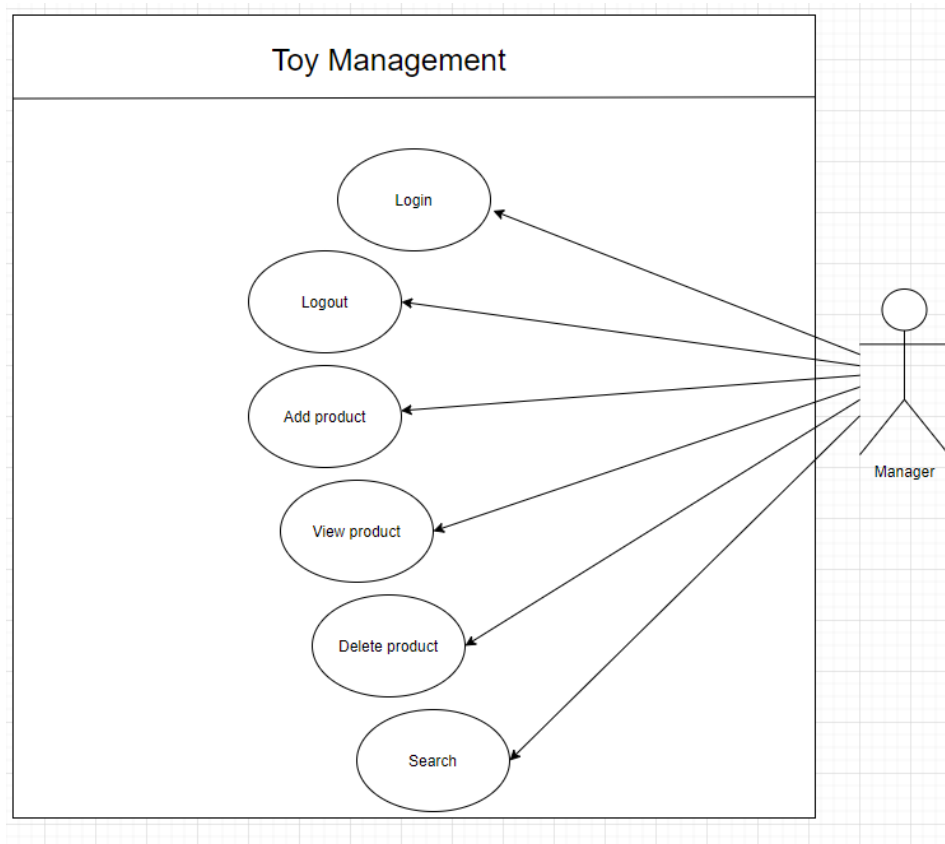 Toy Management
Login
Logout
Add product
View product
Delete product
Search
Manager